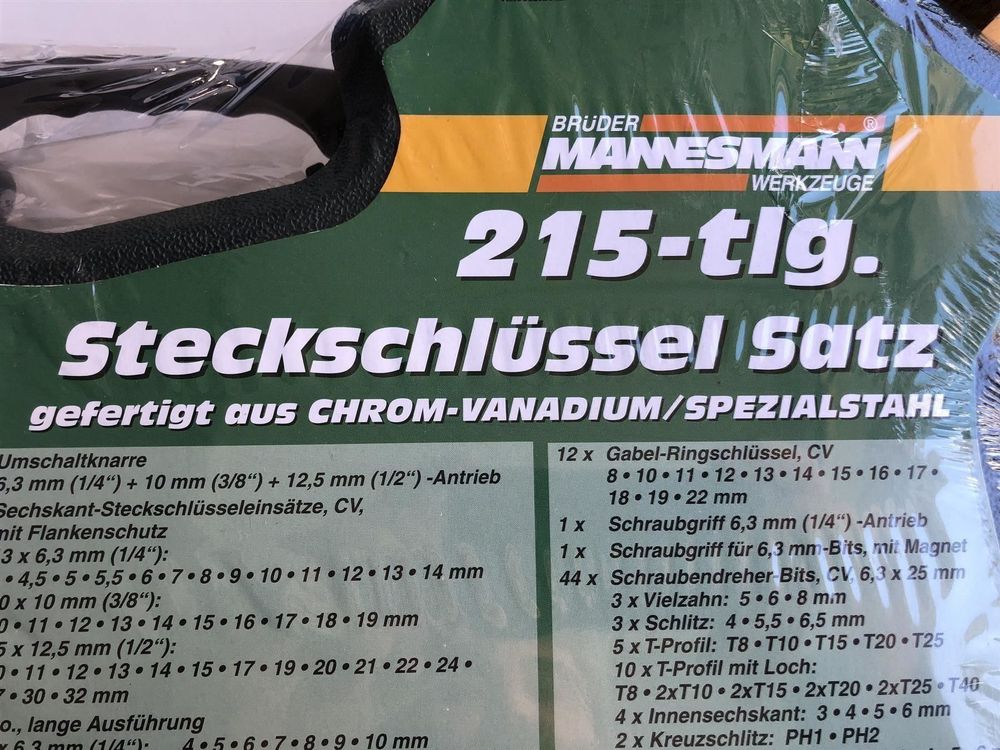 BRÜDER
MANNESMANN®
WERKZEUGE
215-tlg.
Steckschlüssel Satz
gefertigt aus CHROM-VANADIUM/SPEZIALSTAHL
Umschaltknarre
6,3 mm (1/4“) + 10 mm (3/8“) + 12,5 mm (1/2“) -Antrieb
Sechskant-Steckschlüsseleinsätze, CV,
mit Flankenschutz
3 x 6,3 mm (1/4“):
• 4,5 • 5 • 5,5 • 6 • 7 • 8 • 9 • 10 • 11 • 12 • 13 • 14 mm
0 x 10 mm (3/8“):
0 • 11 • 12 • 13 • 14 • 15 • 16 • 17 • 18 • 19 mm
5 x 12,5 mm (1/2“):
0 • 11 • 12 • 13 • 14 • 15 • 17 • 19 • 20 • 21 • 22 • 24 •
7 • 30 • 32 mm
o., lange Ausführung
x 6,3 mm (1/4“): 4 • 5 • 6 • 7 • 8 • 9 • 10 mm
12 x Gabel-Ringschlüssel, CV
8 • 10 • 11 • 12 • 13 • 14 • 15 • 16 • 17 •
18 • 19 • 22 mm
1 x Schraubgriff 6,3 mm (1/4“) -Antrieb
1 x Schraubgriff für 6,3 mm-Bits, mit Magnet
44 x Schraubendreher-Bits, CV, 6,3 x 25 mm
3 x Vielzahn: 5 • 6 • 8 mm
3 x Schlitz: 4 • 5,5 • 6,5 mm
5 x T-Profil: T8 • T10 • T15 • T20 • T25
10 x T-Profil mit Loch:
T8 • 2xT10 • 2xT15 • 2xT20 • 2xT25 • T40
4 x Innensechskant: 3 • 4 • 5 • 6 mm
2 x Kreuzschlitz: PH1 • PH2